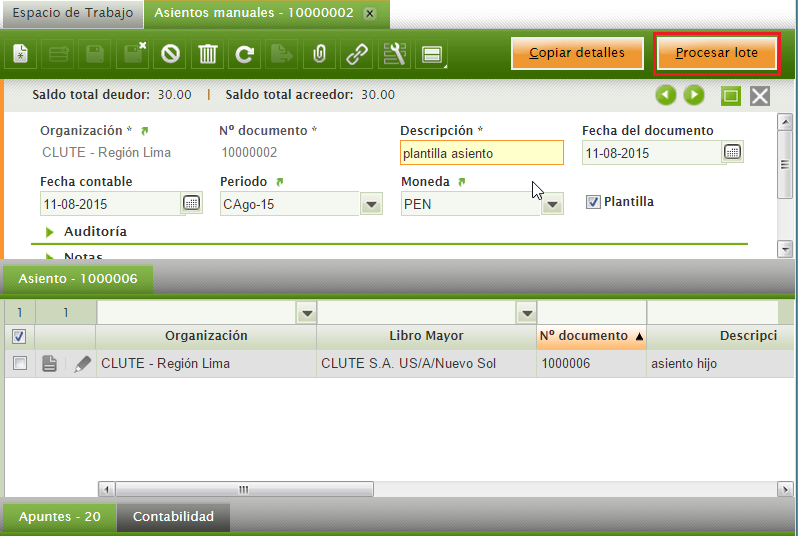 Espacio de Trabajo
Asientos manuales - 10000002 x
Copiar detalles
Procesar lote
Saldo total deudor: 30.00 | Saldo total acreedor: 30.00
Organización * Nº documento * Descripción * Fecha del documento
CLUTE - Región Lima 10000002 plantilla asiento 11-08-2015
Fecha contable Periodo Moneda
11-08-2015 CAgo-15 PEN Plantilla
Auditoría
Notas
Asiento - 1000006
1 1
Organización Libro Mayor Nº documento Descripci
CLUTE - Región Lima CLUTE S.A. US/A/Nuevo Sol 1000006 asiento hijo
Apuntes - 20 Contabilidad